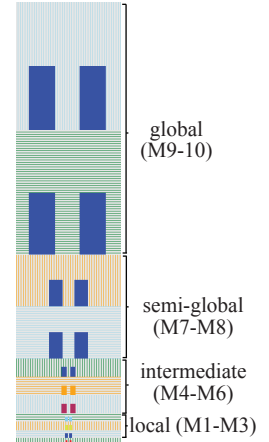 global
(M9-10)
semi-global
(M7-M8)
intermediate
(M4-M6)
local (M1-M3)